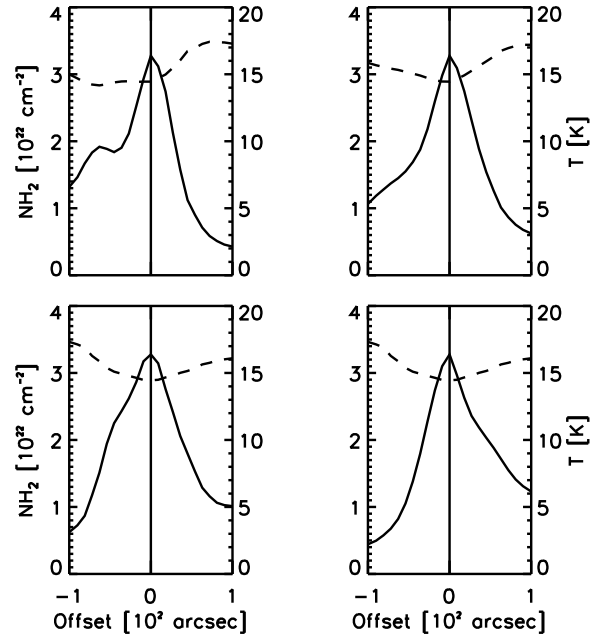 4 20 4 20
3 15 3 15
2 10 2 10
1 5 1 5
0 0 0 0
NH₂ [10²² cm⁻²]
T [K]
4 20 4 20
3 15 3 15
2 10 2 10
1 5 1 5
0 0 0 0
NH₂ [10²² cm⁻²]
T [K]
−1 0 1 −1 0 1
Offset [10² arcsec] Offset [10² arcsec]